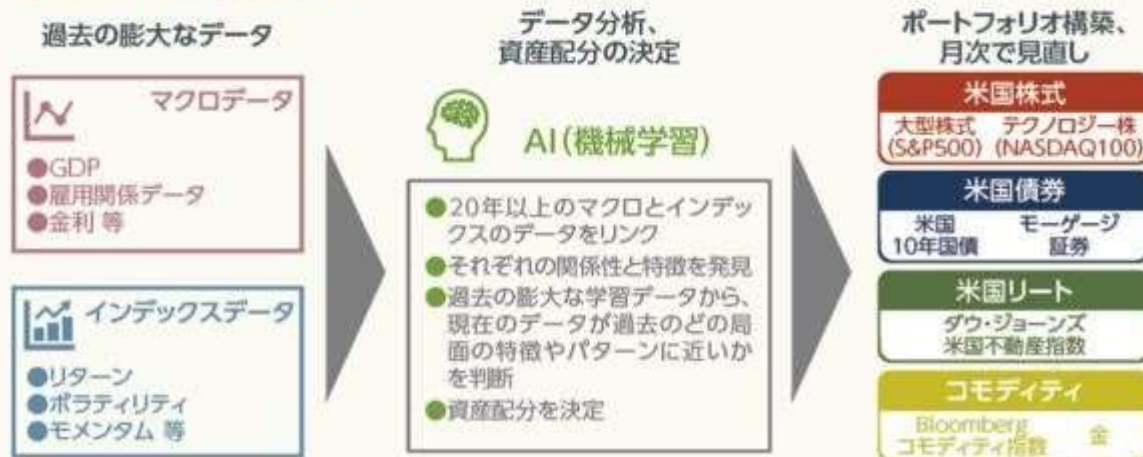 過去の膨大なデータ
マクロデータ
●GDP
●雇用関係データ
●金利 等
インデックスデータ
●リターン
●ボラティリティ
●モメンタム 等
データ分析、
資産配分の決定
AI(機械学習)
●20年以上のマクロとインデッ
クスのデータをリンク
●それぞれの関係性と特徴を発見
●過去の膨大な学習データから、
現在のデータが過去のどの局
面の特徴やパターンに近いか
を判断
●資産配分を決定
ポートフォリオ構築、
月次で見直し
米国株式
大型株式 テクノロジー株
(S&P500) (NASDAQ100)
米国債券
米国 モーゲージ
10年国債 証券
米国リート
ダウ・ジョーンズ
米国不動産指数
コモディティ
Bloomberg
コモディティ指数 金